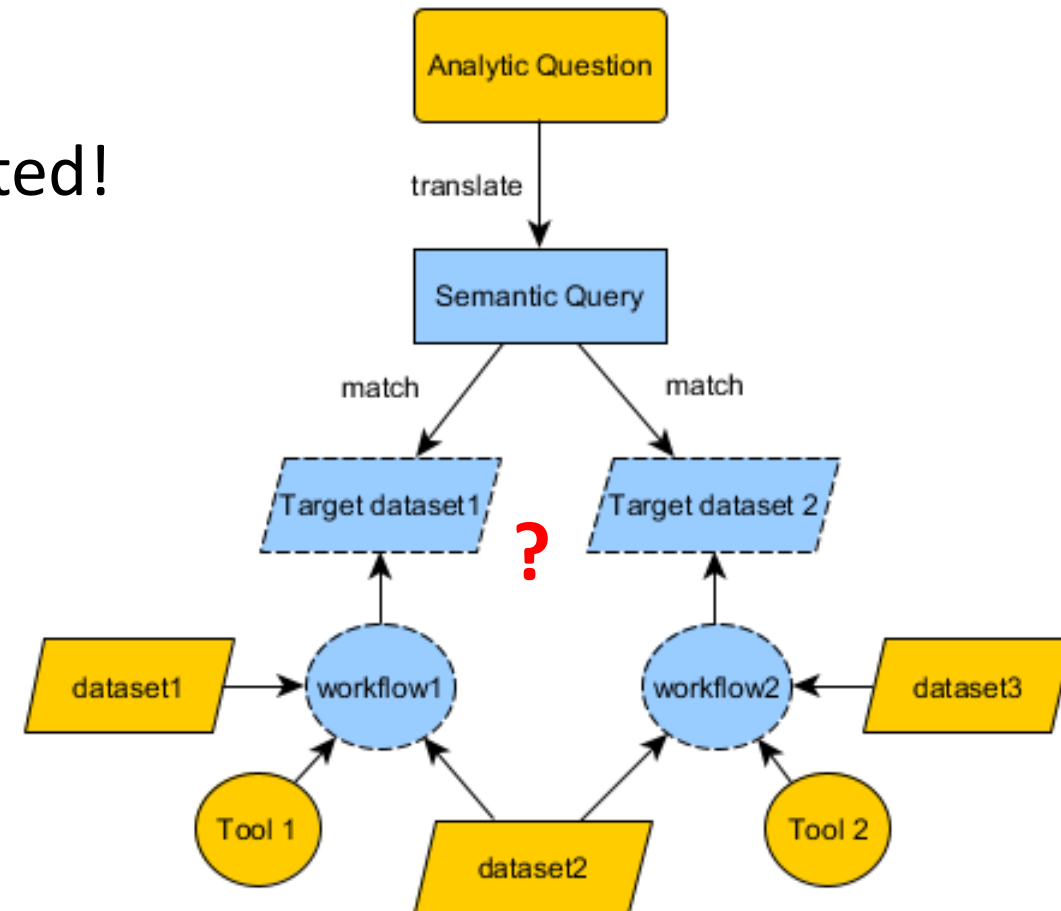 Analytic Question
ted!
translate
Semantic Query
match
match
Target dataset1
Target dataset 2
?
dataset1
workflow1
workflow2
dataset3
Tool 1
Tool 2
dataset2